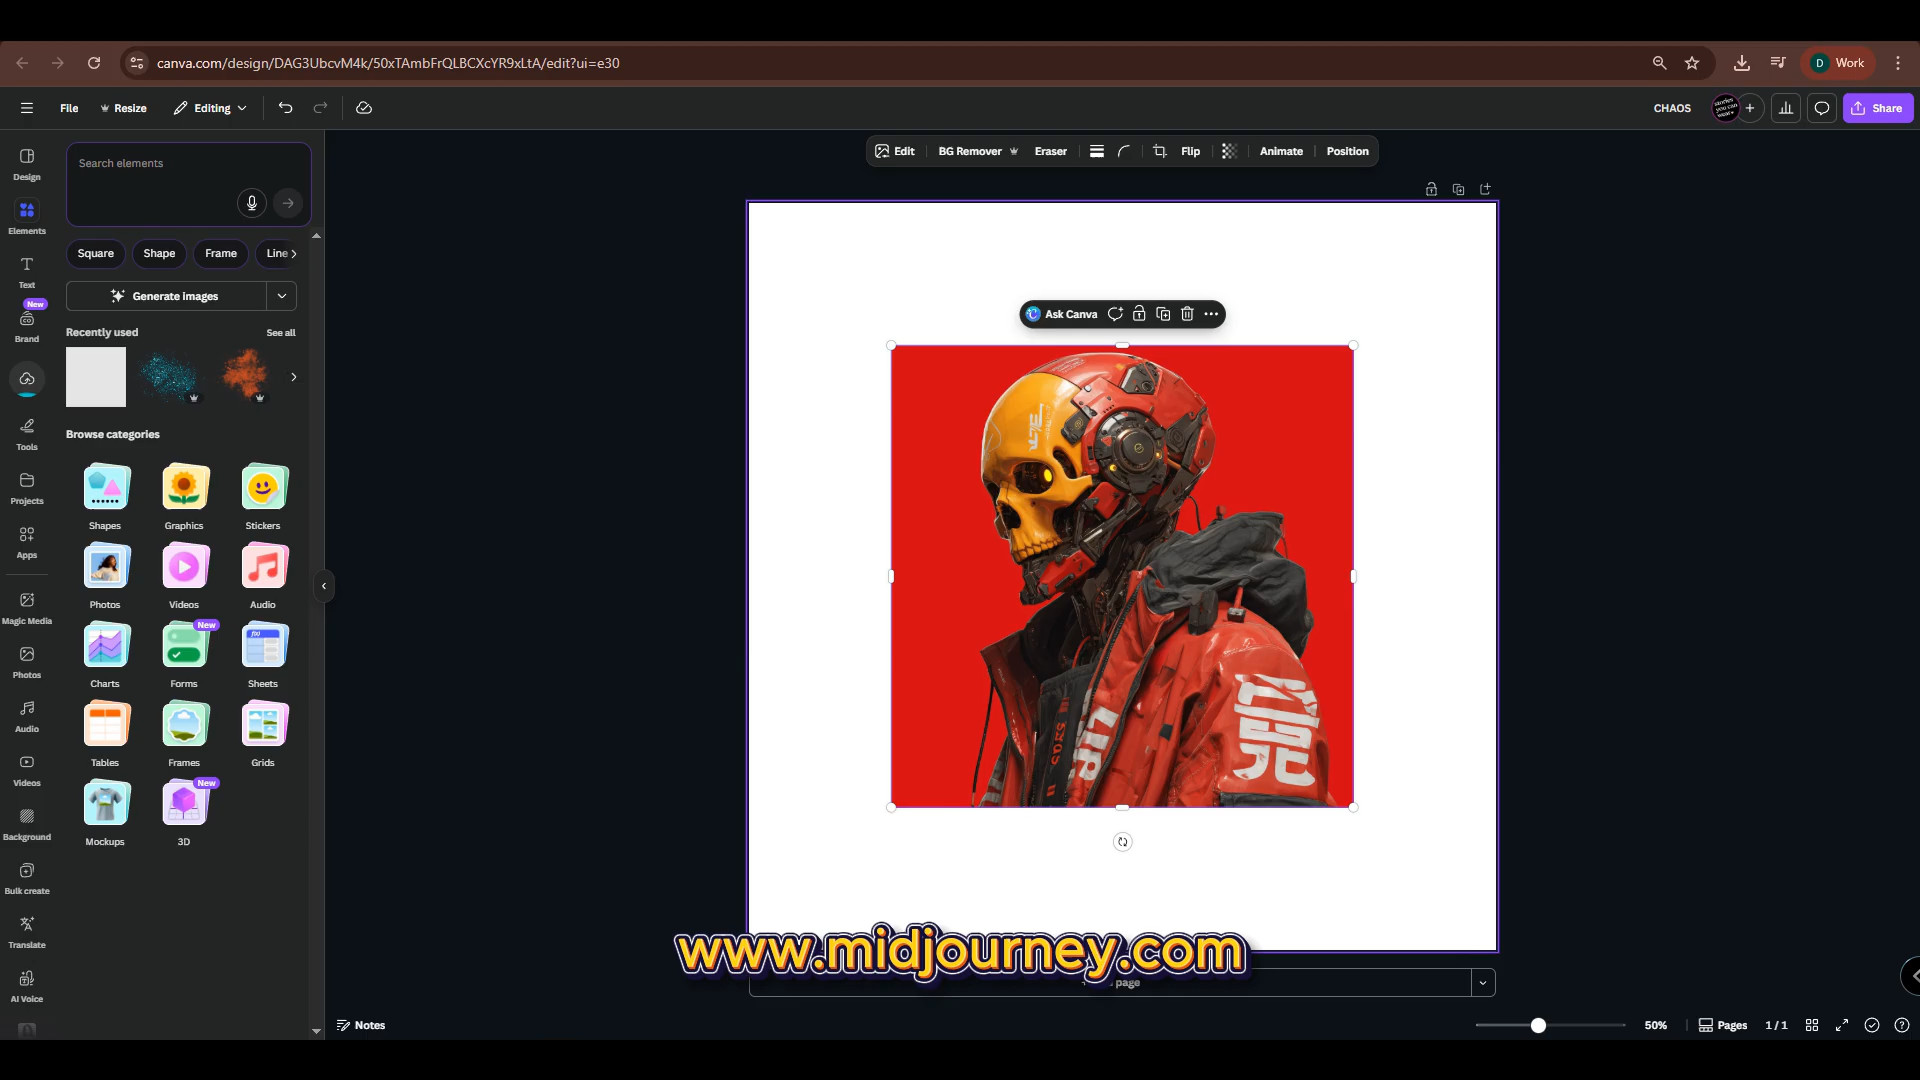 canva.com/design/DAG3UbcvM4k/50xTAmbFrQLBCXcYR9xLtA/edit?ui=e30
D Work
File Resize Editing
CHAOS
Share
Design
Elements
Text
New
Brand
Tools
Projects
Apps
Magic Media
Photos
Audio
Videos
Background
Bulk create
Translate
AI Voice
Search elements
Square Shape Frame Line
Generate images
Recently used See all
Browse categories
Shapes Graphics Stickers
Photos Videos Audio
New
Charts Forms Sheets
Tables Frames Grids
New
Mockups 3D
Edit BG Remover Eraser Flip Animate Position
Ask Canva
www.midjourney.com
page
Notes
50% Pages 1 / 1